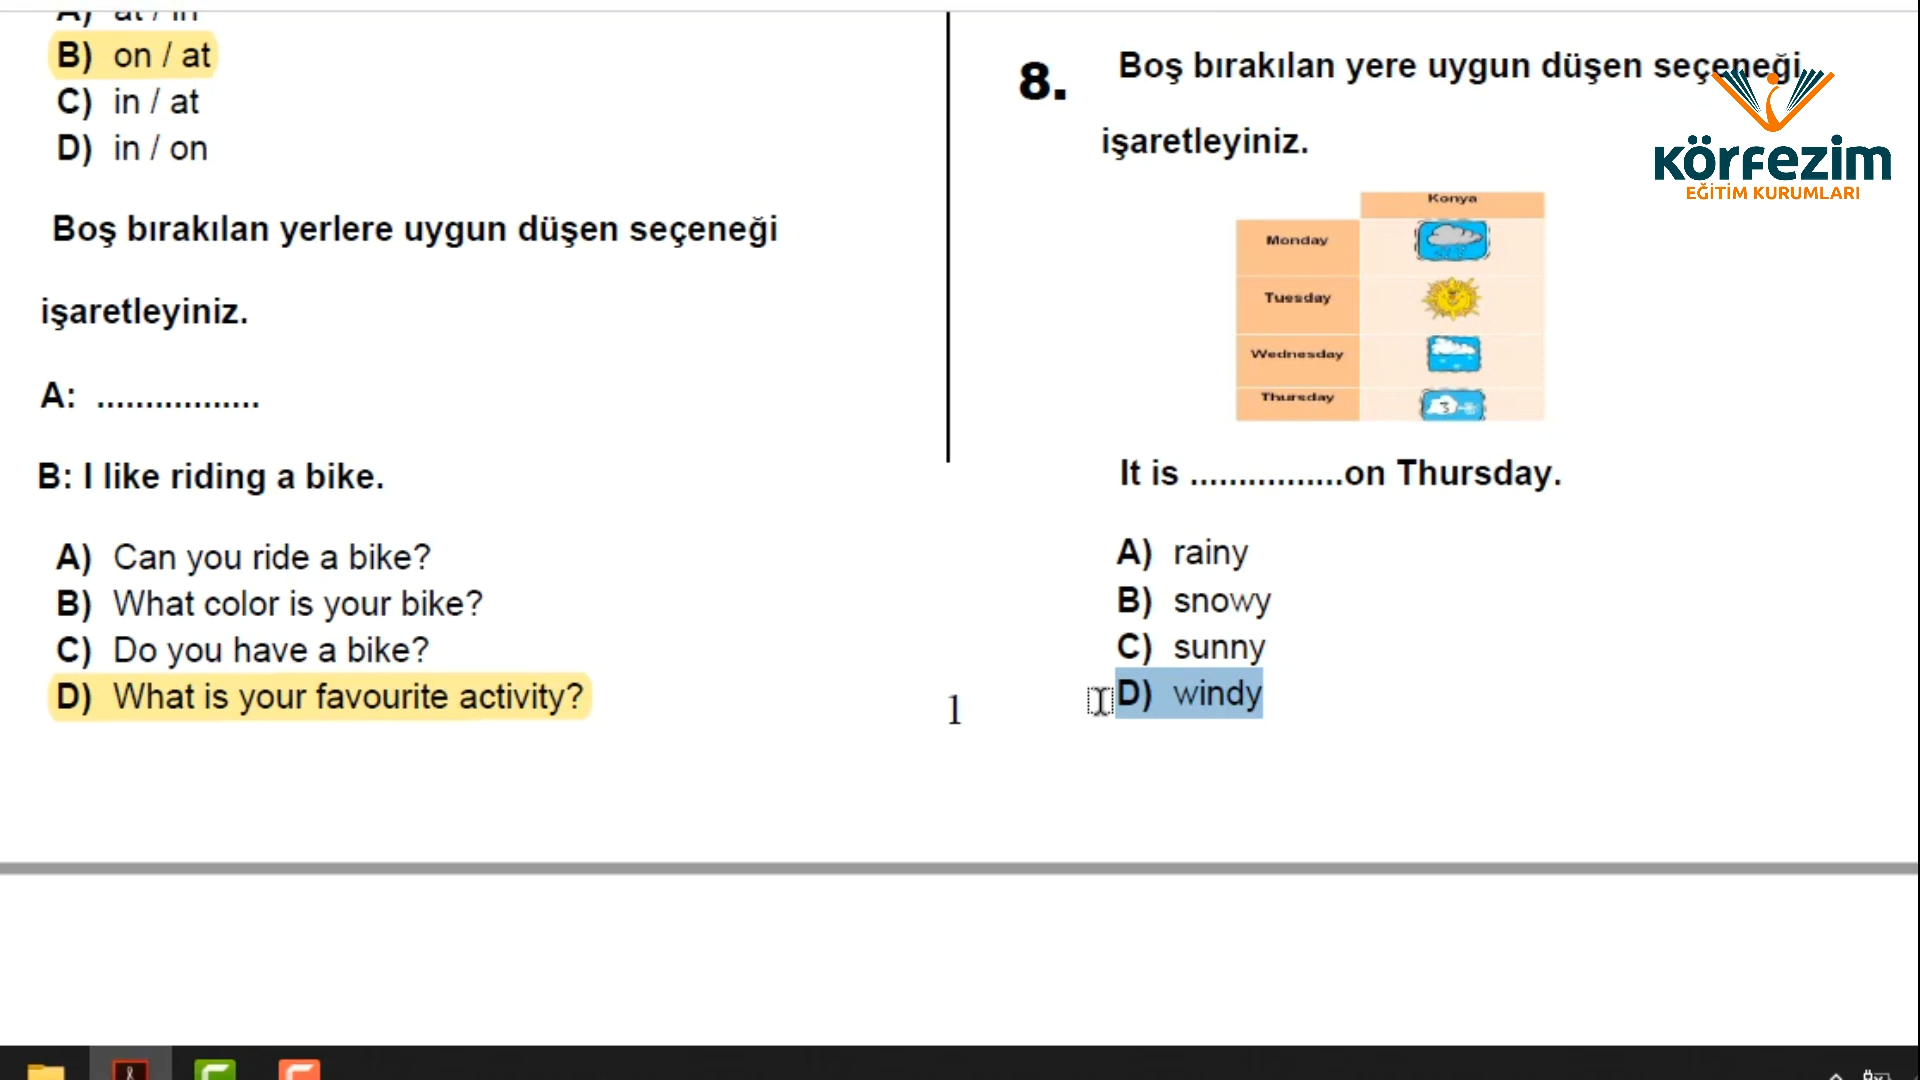 A) at / in
B) on / at
C) in / at
D) in / on
Boş bırakılan yerlere uygun düşen seçeneği
işaretleyiniz.
A: .................
B: I like riding a bike.
A) Can you ride a bike?
B) What color is your bike?
C) Do you have a bike?
D) What is your favourite activity?
1
8. Boş bırakılan yere uygun düşen seçeneği
işaretleyiniz.
Konya
Monday
Tuesday
Wednesday
Thursday
It is ................on Thursday.
A) rainy
B) snowy
C) sunny
D) windy
KÖRFEZİM
EĞİTİM KURUMLARI